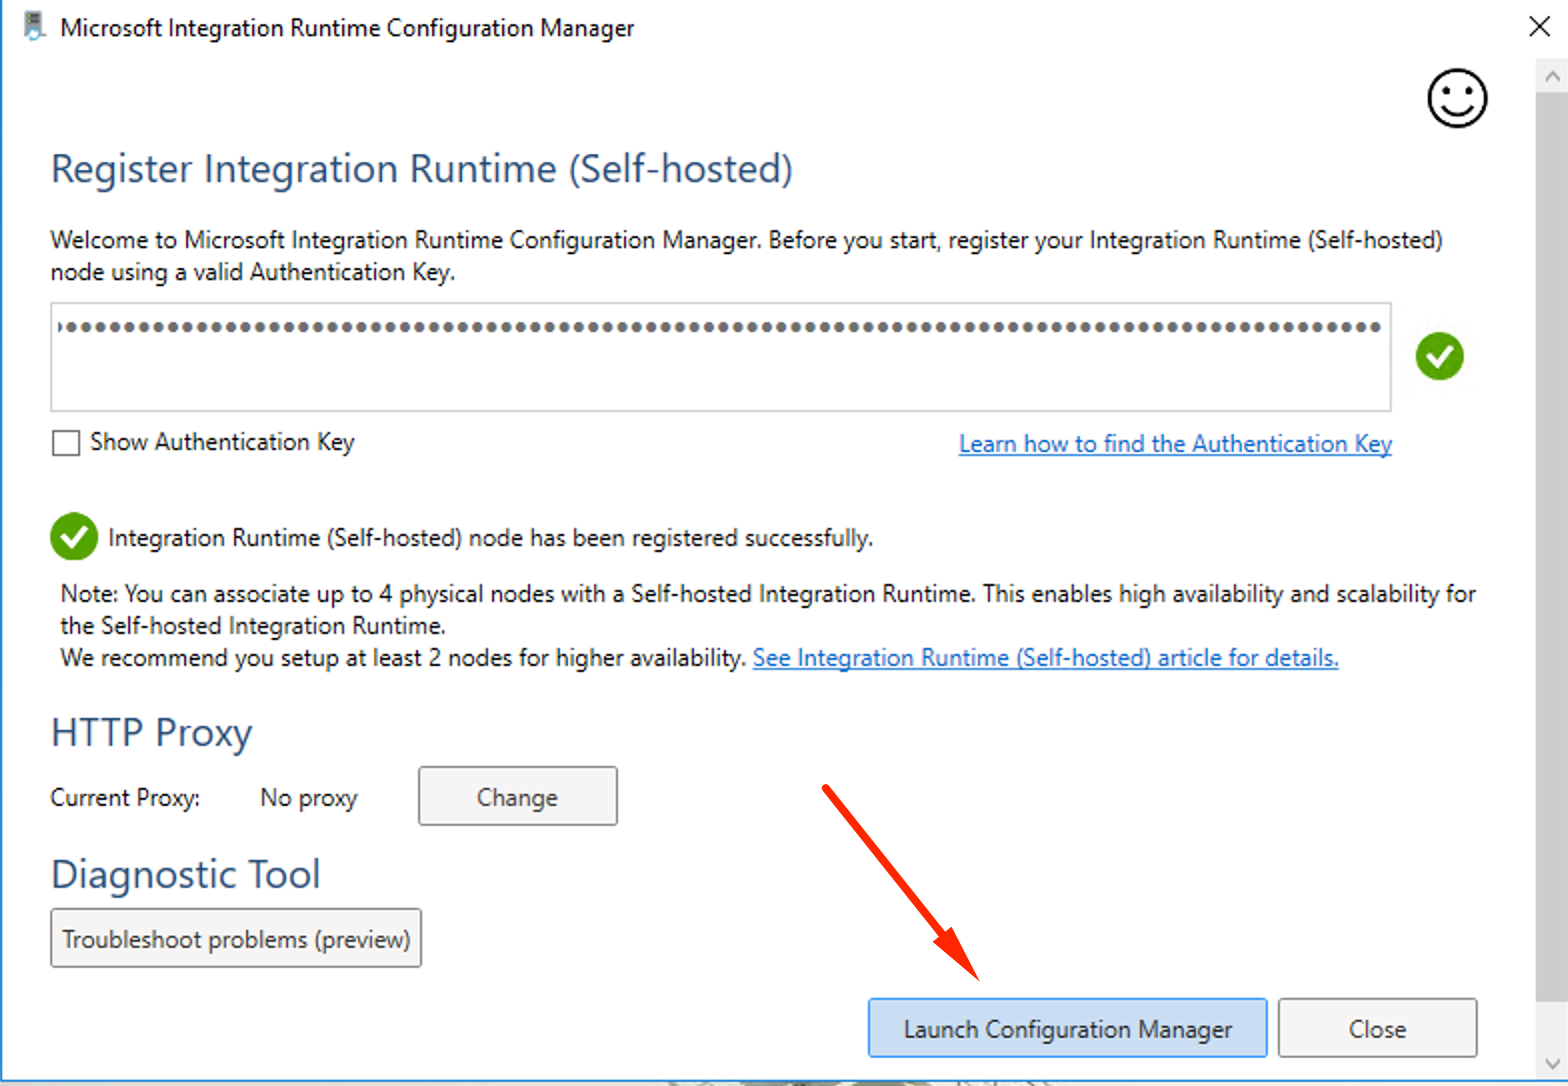 Microsoft Integration Runtime Configuration Manager
Register Integration Runtime (Self-hosted)
Welcome to Microsoft Integration Runtime Configuration Manager. Before you start, register your Integration Runtime (Self-hosted)
node using a valid Authentication Key.
Show Authentication Key
Learn how to find the Authentication Key
Integration Runtime (Self-hosted) node has been registered successfully.
Note: You can associate up to 4 physical nodes with a Self-hosted Integration Runtime. This enables high availability and scalability for
the Self-hosted Integration Runtime.
We recommend you setup at least 2 nodes for higher availability. See Integration Runtime (Self-hosted) article for details.
HTTP Proxy
Current Proxy: No proxy Change
Diagnostic Tool
Troubleshoot problems (preview)
Launch Configuration Manager Close